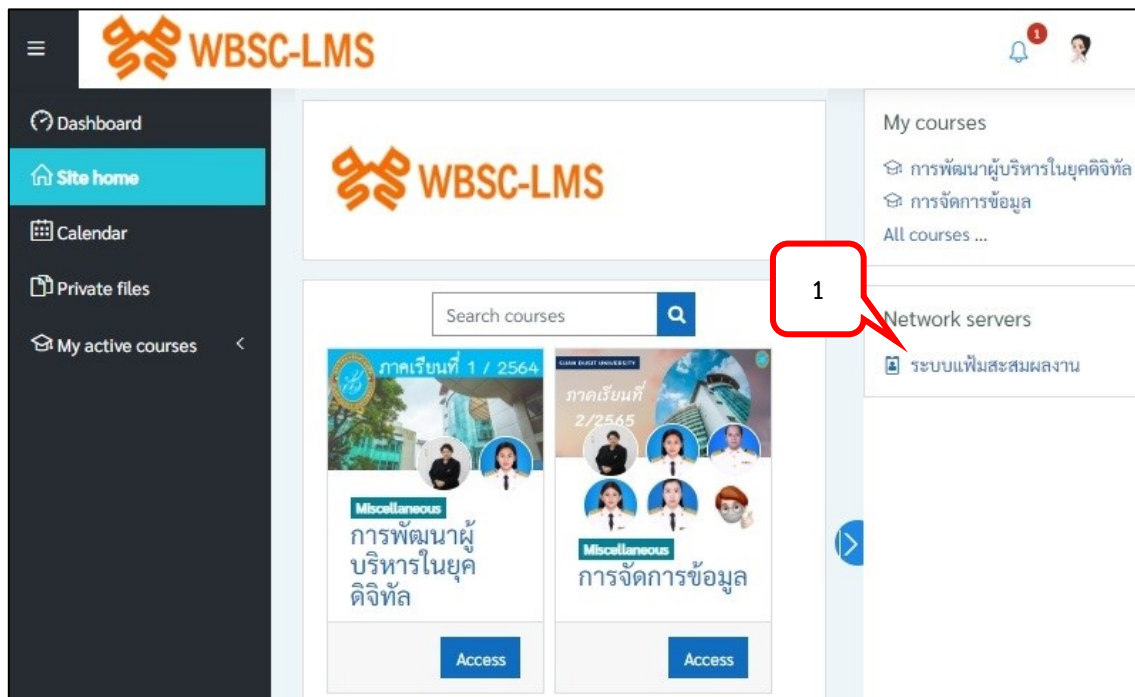 WBSC-LMS
1
Dashboard
Site home
Calendar
Private files
My active courses
WBSC-LMS
Search courses
ภาคเรียนที่ 1 / 2564
Miscellaneous
การพัฒนาผู้
บริหารในยุค
ดิจิทัล
Access
SUAN DUSIT UNIVERSITY
ภาคเรียนที่
2/2565
Miscellaneous
การจัดการข้อมูล
Access
My courses
การพัฒนาผู้บริหารในยุคดิจิทัล
การจัดการข้อมูล
All courses ...
1
Network servers
ระบบแฟ้มสะสมผลงาน